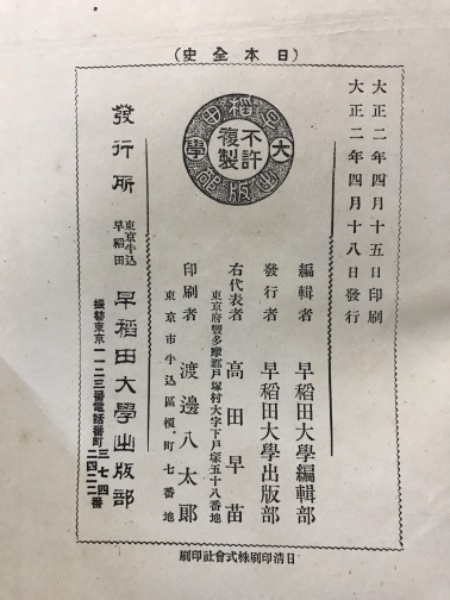 （史全本日）
大正二年四月十五日印刷
大正二年四月十八日發行
早稻田大學出版部
不許複製
編輯者　早稻田大學編輯部
發行者　早稻田大學出版部
右代表者　高田早苗
東京府豐多摩郡戸塚村大字下戸塚五十八番地
印刷者　渡邊八太郞
東京市牛込區榎町七番地
發行所
東京牛込
早稻田
早稻田大學出版部
振替東京一一二三番電話番町三七四
二四二二番
日清印刷株式會社印刷